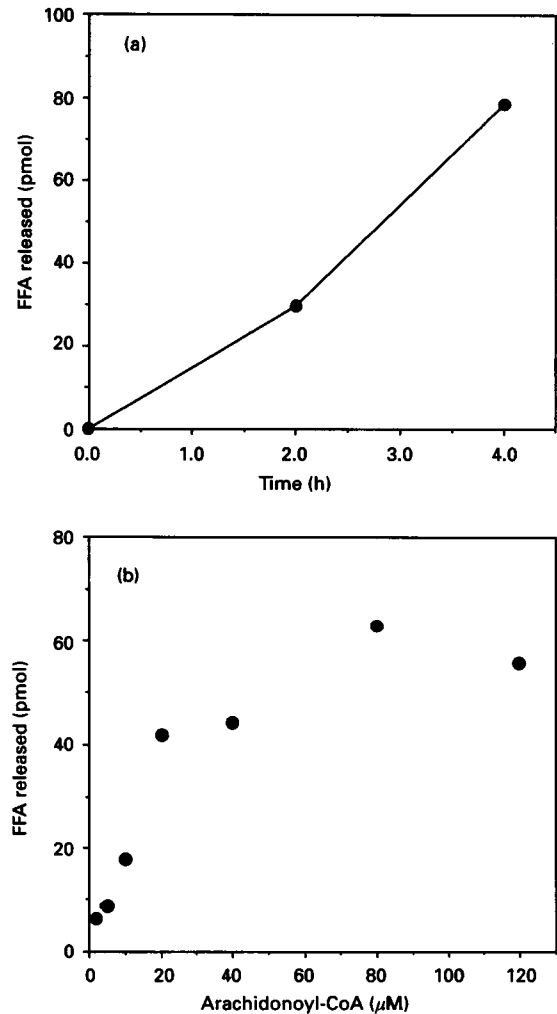 (a)
FFA released (pmol)
100
80
60
40
20
0
0.0 1.0 2.0 3.0 4.0
Time (h)
(b)
FFA released (pmol)
80
60
40
20
0
0 20 40 60 80 100 120
Arachidonoyl-CoA (μM)